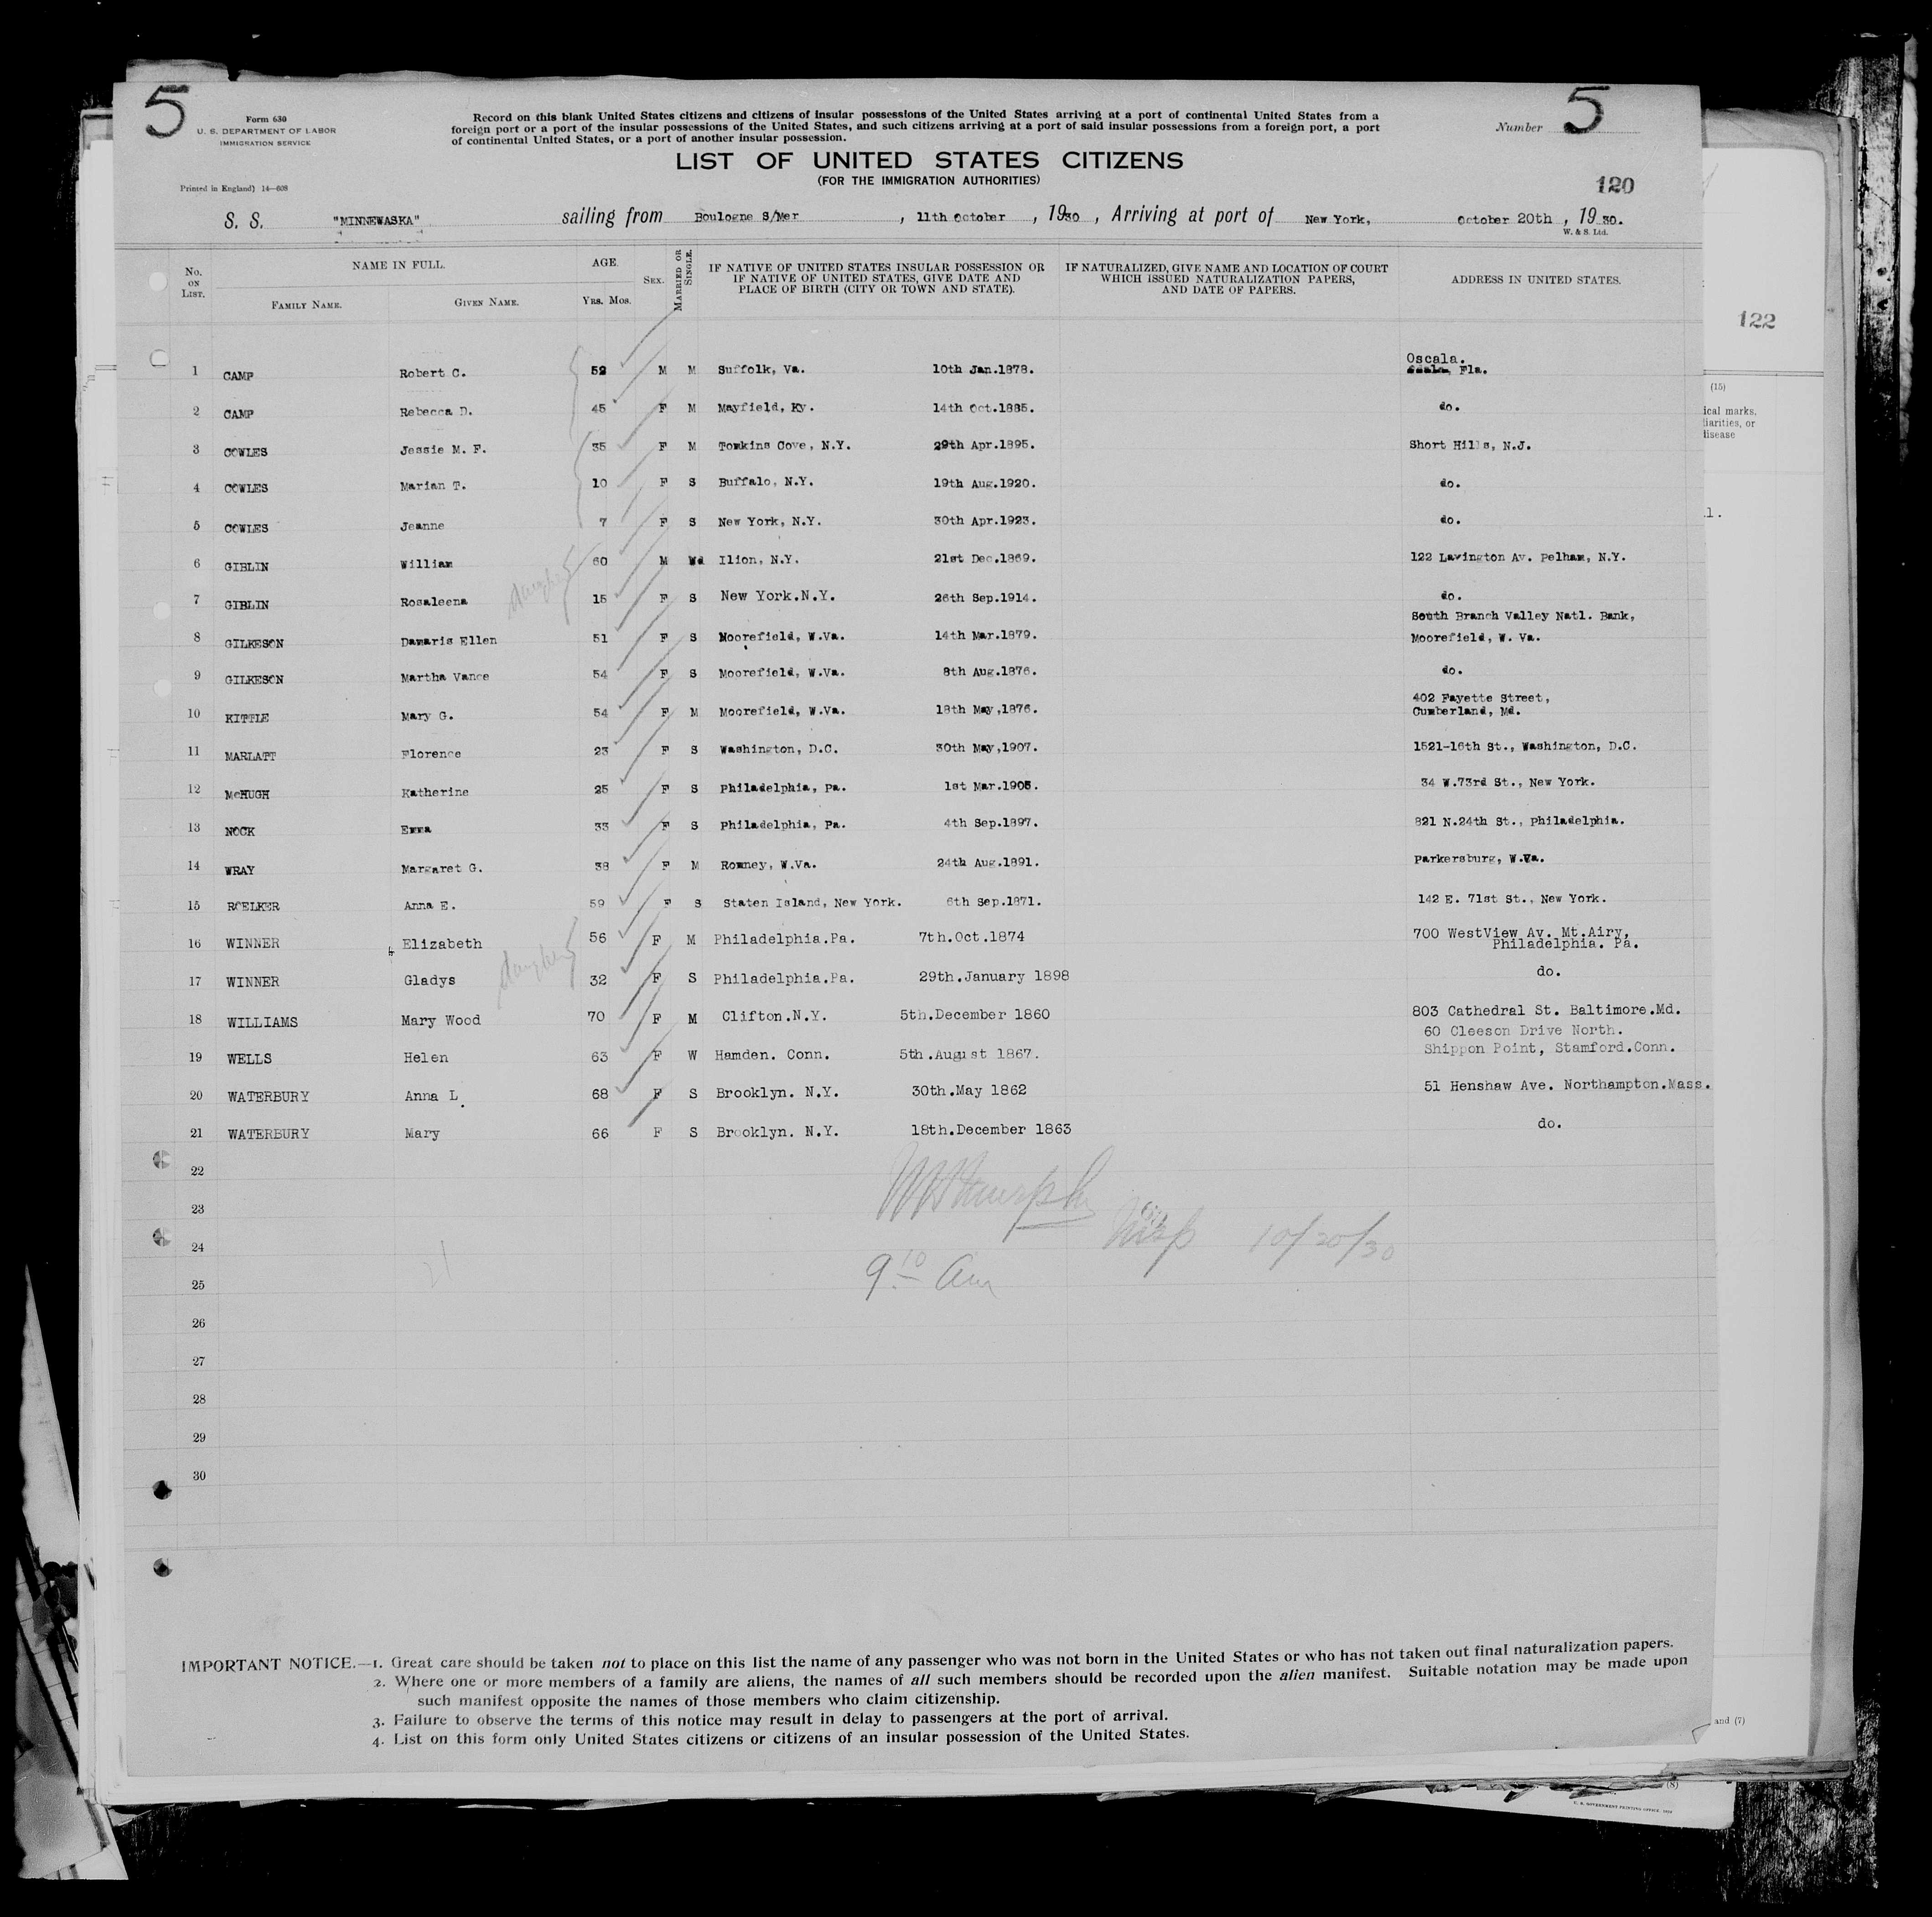 5
Form 630
U. S. DEPARTMENT OF LABOR
IMMIGRATION SERVICE
Printed in England) 14—608
Record on this blank United States citizens and citizens of insular possessions of the United States arriving at a port of continental United States from a
foreign port or a port of the insular possessions of the United States, and such citizens arriving at a port of said insular possessions from a foreign port, a port
of continental United States, or a port of another insular possession.
LIST OF UNITED STATES CITIZENS
(FOR THE IMMIGRATION AUTHORITIES)
Number 5
120
S. S. "MINNEWASKA" sailing from Boulogne S/Mer , 11th October , 1930 , Arriving at port of New York, October 20th , 1930.
W. & S. Ltd.
No. ON LIST.
NAME IN FULL.
FAMILY NAME. GIVEN NAME.
AGE.
YRS. MOS.
SEX.
MARRIED OR SINGLE.
IF NATIVE OF UNITED STATES INSULAR POSSESSION OR
IF NATIVE OF UNITED STATES, GIVE DATE AND
PLACE OF BIRTH (CITY OR TOWN AND STATE).
IF NATURALIZED, GIVE NAME AND LOCATION OF COURT
WHICH ISSUED NATURALIZATION PAPERS,
AND DATE OF PAPERS.
ADDRESS IN UNITED STATES.
122
Oscala.
1 CAMP Robert C. 52 M M Suffolk, Va. 10th Jan.1878. Fla.
2 CAMP Rebecca D. 45 F M Mayfield, Ky. 14th Oct.1885. do.
3 COWLES Jessie M. F. 35 F M Tomkins Cove, N.Y. 29th Apr.1895. Short Hills, N.J.
4 COWLES Marian T. 10 F S Buffalo, N.Y. 19th Aug.1920. do.
5 COWLES Jeanne 7 F S New York, N.Y. 30th Apr.1923. do.
6 GIBLIN William 60 M Wd Ilion, N.Y. 21st Dec.1869. 122 Lavington Av. Pelham, N.Y.
daughter
7 GIBLIN Rosaleena 15 F S New York.N.Y. 26th Sep.1914. do.
South Branch Valley Natl. Bank,
8 GILKESON Damaris Ellen 51 F S Moorefield, W.Va. 14th Mar.1879. Moorefield, W. Va.
9 GILKESON Martha Vance 54 F S Moorefield, W.Va. 8th Aug.1876. do.
402 Fayette Street,
10 KITTLE Mary G. 54 F M Moorefield, W.Va. 18th May,1876. Cumberland, Md.
11 MARLATT Florence 23 F S Washington, D.C. 30th May,1907. 1521-16th St., Washington, D.C.
12 McHUGH Katherine 25 F S Philadelphia, Pa. 1st Mar.1905. 34 W.73rd St., New York.
13 NOCK Emma 33 F S Philadelphia, Pa. 4th Sep.1897. 821 N.24th St., Philadelphia.
14 WRAY Margaret G. 38 F M Romney, W.Va. 24th Aug.1891. Parkersburg, W.Va.
15 ROELKER Anna E. 59 F S Staten Island, New York. 6th Sep.1871. 142 E. 71st St., New York.
16 WINNER Elizabeth 56 F M Philadelphia.Pa. 7th.Oct.1874 700 WestView Av. Mt.Airy,
Philadelphia. Pa.
daughter
17 WINNER Gladys 32 F S Philadelphia.Pa. 29th.January 1898 do.
18 WILLIAMS Mary Wood 70 F M Clifton.N.Y. 5th.December 1860 803 Cathedral St. Baltimore.Md.
60 Cleeson Drive North.
19 WELLS Helen 63 F W Hamden. Conn. 5th.August 1867. Shippon Point, Stamford.Conn.
20 WATERBURY Anna L. 68 F S Brooklyn. N.Y. 30th.May 1862 51 Henshaw Ave. Northampton.Mass.
21 WATERBURY Mary 66 F S Brooklyn. N.Y. 18th.December 1863 do.
22
23
24
25
26
27
28
29
30
Insp 10/20/30
21
9 10 Am
IMPORTANT NOTICE.—1. Great care should be taken not to place on this list the name of any passenger who was not born in the United States or who has not taken out final naturalization papers.
2. Where one or more members of a family are aliens, the names of all such members should be recorded upon the alien manifest. Suitable notation may be made upon
such manifest opposite the names of those members who claim citizenship.
3. Failure to observe the terms of this notice may result in delay to passengers at the port of arrival.
4. List on this form only United States citizens or citizens of an insular possession of the United States.
(15)
ical marks,
liarities, or
disease
and (7)
(8)
U. S. GOVERNMENT PRINTING OFFICE